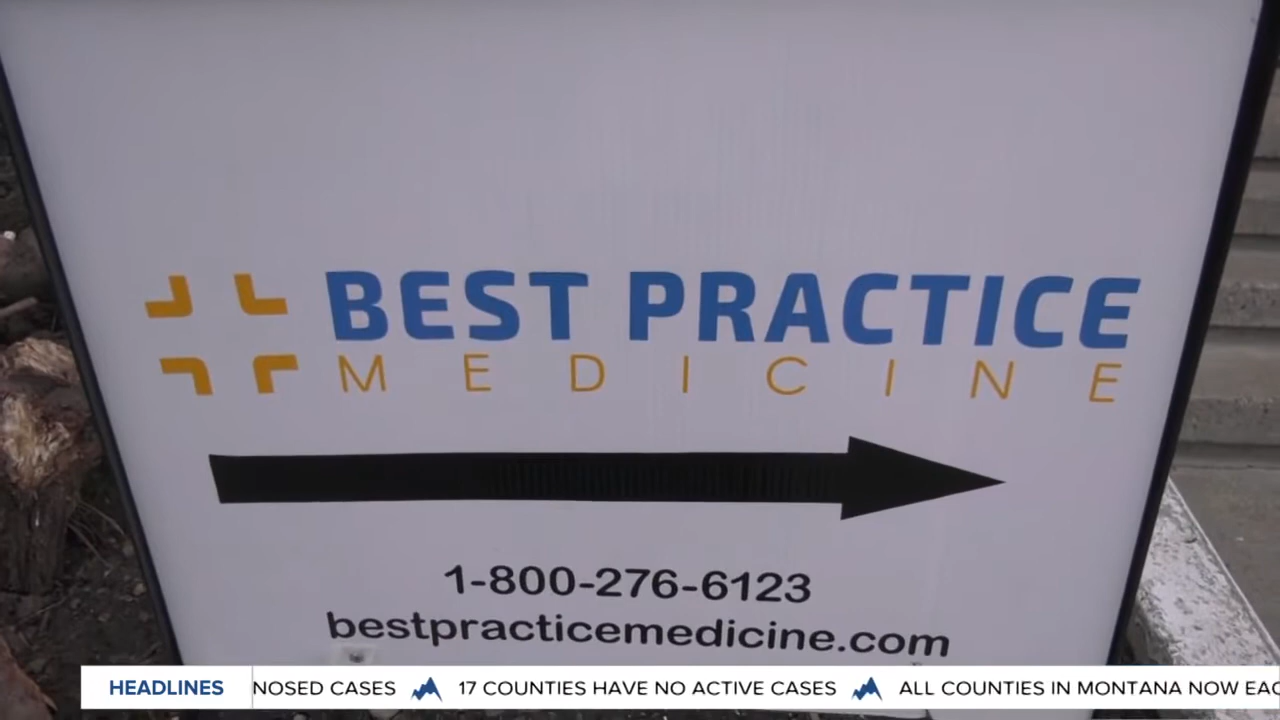 BEST PRACTICE
MEDICINE
1-800-276-6123
bestpracticemedicine.com
HEADLINES NOSED CASES 17 COUNTIES HAVE NO ACTIVE CASES ALL COUNTIES IN MONTANA NOW EAC